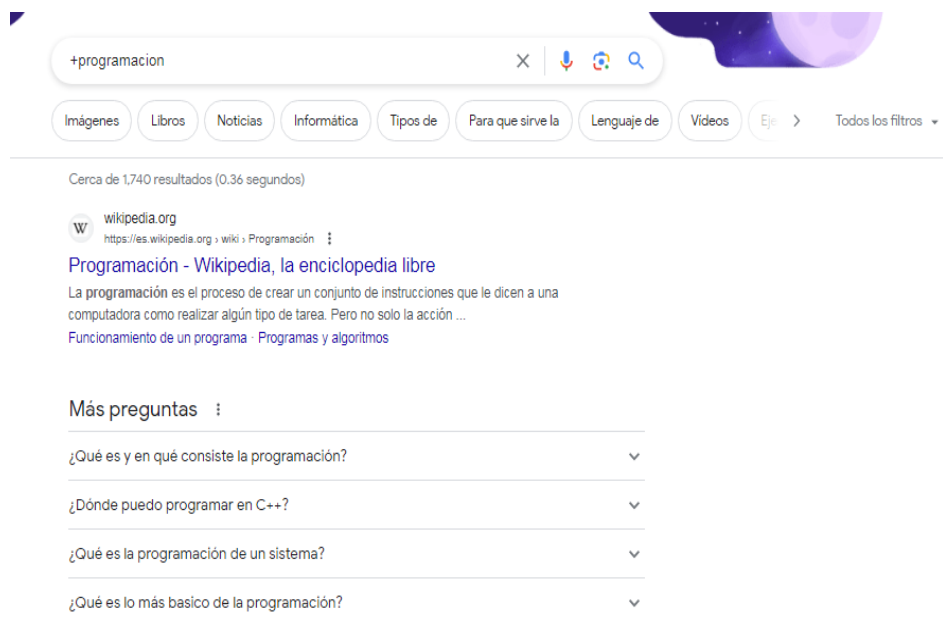 +programacion
Imágenes Libros Noticias Informática Tipos de Para que sirve la Lenguaje de Vídeos Eje Todos los filtros
Cerca de 1,740 resultados (0.36 segundos)
W
wikipedia.org
https://es.wikipedia.org › wiki › Programación
Programación - Wikipedia, la enciclopedia libre
La programación es el proceso de crear un conjunto de instrucciones que le dicen a una
computadora como realizar algún tipo de tarea. Pero no solo la acción ...
Funcionamiento de un programa · Programas y algoritmos
Más preguntas
¿Qué es y en qué consiste la programación?
¿Dónde puedo programar en C++?
¿Qué es la programación de un sistema?
¿Qué es lo más basico de la programación?